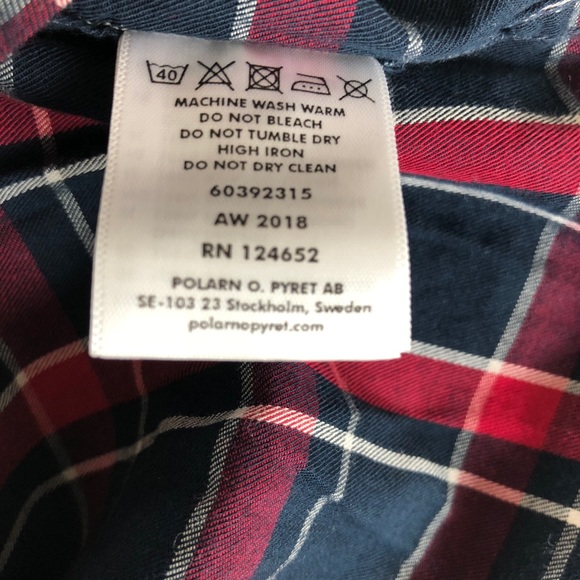 40
MACHINE WASH WARM
DO NOT BLEACH
DO NOT TUMBLE DRY
HIGH IRON
DO NOT DRY CLEAN
60392315
AW 2018
RN 124652
POLARN O. PYRET AB
SE-103 23 Stockholm, Sweden
polarnopyret.com